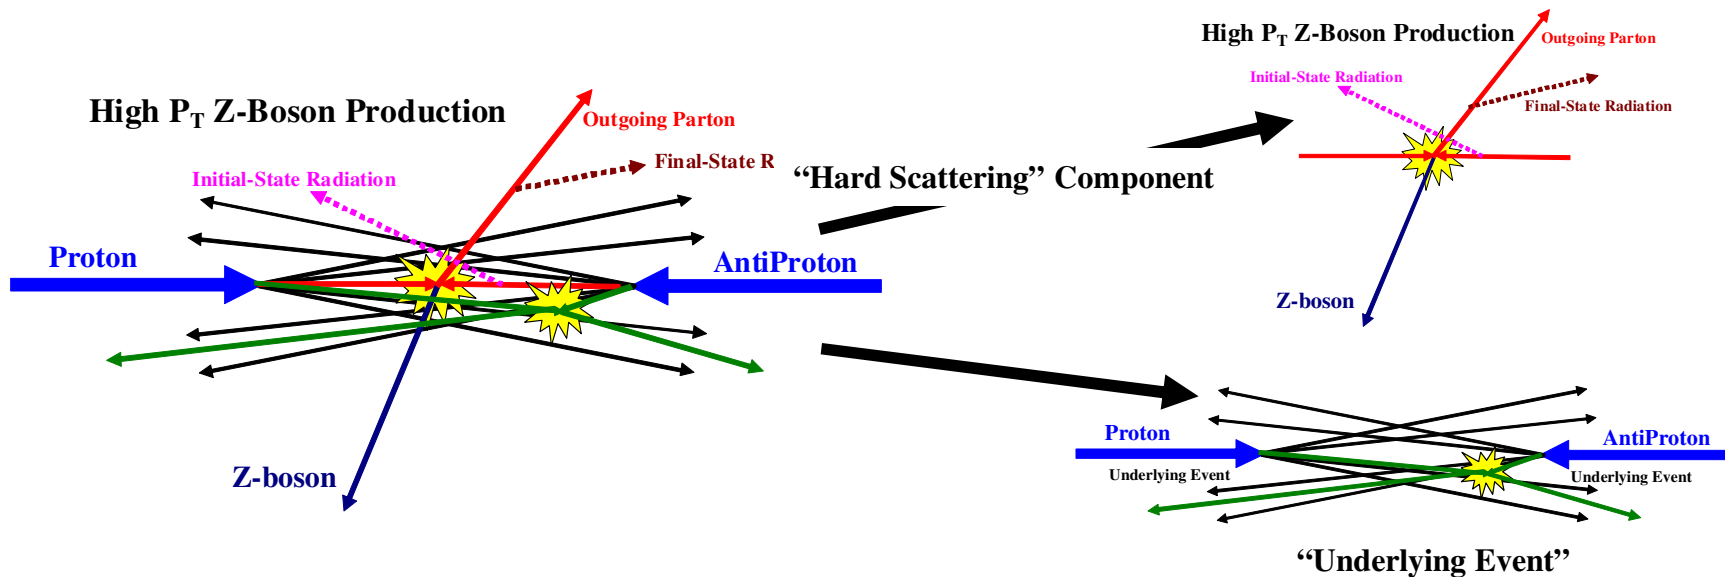 High PT Z-Boson Production
Outgoing Parton
Final-State R
Initial-State Radiation
Proton
AntiProton
Z-boson
“Hard Scattering” Component
High PT Z-Boson Production
Outgoing Parton
Initial-State Radiation
Final-State Radiation
Z-boson
Proton
AntiProton
Underlying Event
Underlying Event
“Underlying Event”